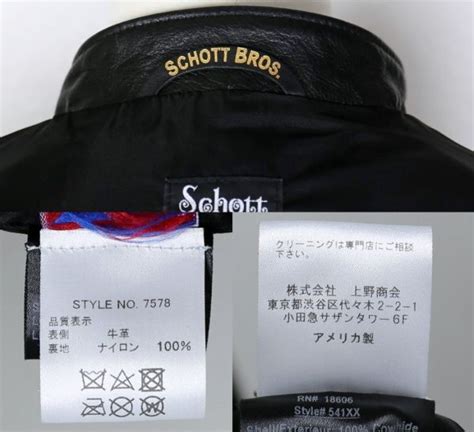 SCHOTT BROS.
Schott
STYLE NO. 7578
品質表示
表側 牛革
裏地 ナイロン 100%
クリーニングは専門店にご相談
下さい。
株式会社 上野商会
東京都渋谷区代々木2-2-1
小田急サザンタワー6F
アメリカ製
RN# 18606
Style# 541XX
Shell/Exterior: 100% Cowhide